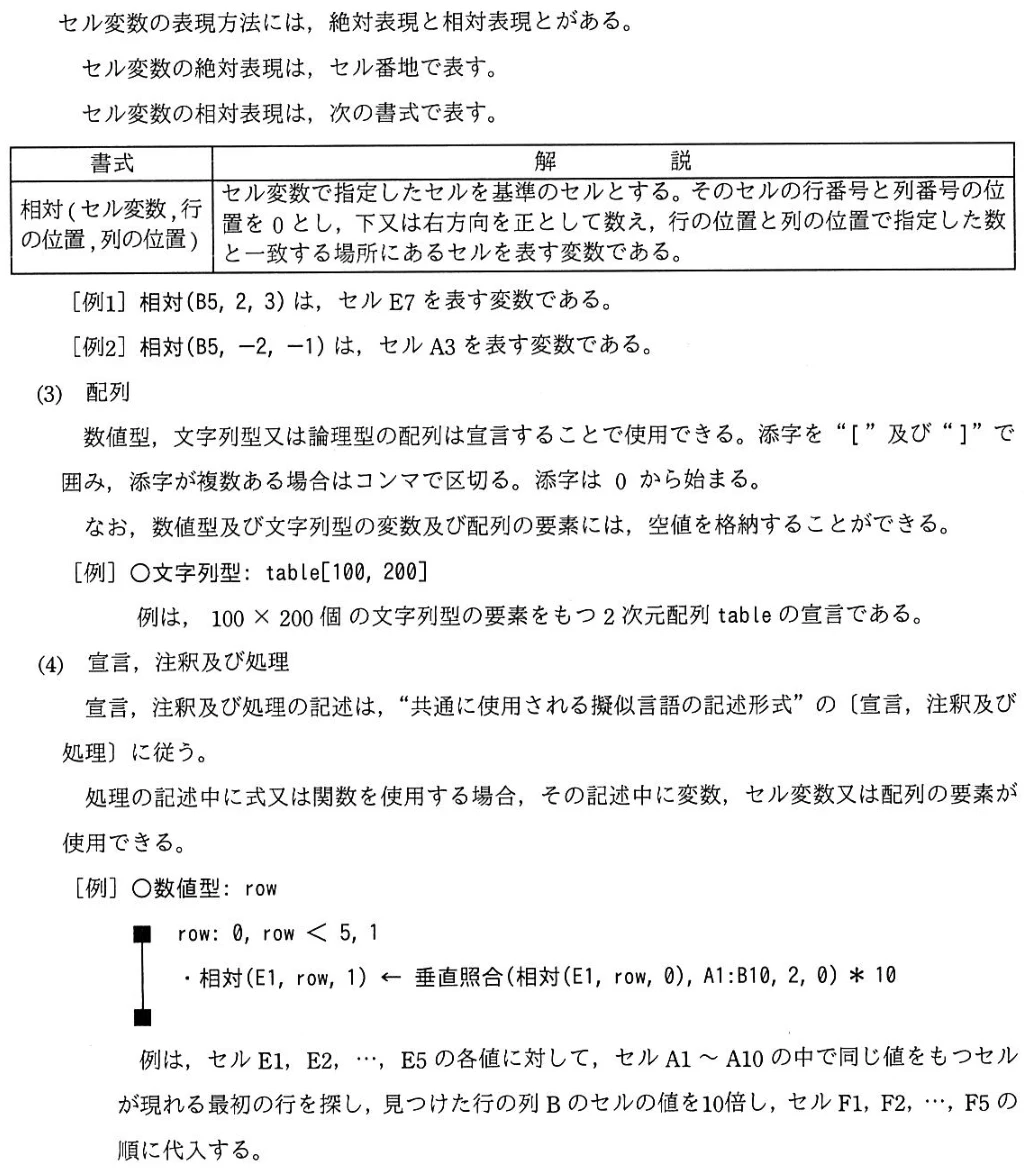 セル変数の表現方法には，絶対表現と相対表現とがある。
セル変数の絶対表現は，セル番地で表す。
セル変数の相対表現は，次の書式で表す。
書式
解 説
相対(セル変数,行
の位置,列の位置)
セル変数で指定したセルを基準のセルとする。そのセルの行番号と列番号の位
置を 0 とし，下又は右方向を正として数え，行の位置と列の位置で指定した数
と一致する場所にあるセルを表す変数である。
［例1］相対(B5, 2, 3) は，セル E7 を表す変数である。
［例2］相対(B5, －2, －1) は，セル A3 を表す変数である。
(3) 配列
数値型，文字列型又は論理型の配列は宣言することで使用できる。添字を “[” 及び “]” で
囲み，添字が複数ある場合はコンマで区切る。添字は 0 から始まる。
なお，数値型及び文字列型の変数及び配列の要素には，空値を格納することができる。
［例］〇文字列型: table[100, 200]
例は， 100 × 200 個 の文字列型の要素をもつ 2 次元配列 table の宣言である。
(4) 宣言，注釈及び処理
宣言，注釈及び処理の記述は，“共通に使用される擬似言語の記述形式” の〔宣言，注釈及び
処理〕に従う。
処理の記述中に式又は関数を使用する場合，その記述中に変数，セル変数又は配列の要素が
使用できる。
［例］〇数値型: row
■ row: 0, row ＜ 5, 1
・相対(E1, row, 1) ← 垂直照合(相対(E1, row, 0), A1:B10, 2, 0) ＊ 10
■
例は，セル E1, E2, …, E5 の各値に対して，セル A1 ～ A10 の中で同じ値をもつセル
が現れる最初の行を探し，見つけた行の列 B のセルの値を10倍し，セル F1, F2, …, F5 の
順に代入する。